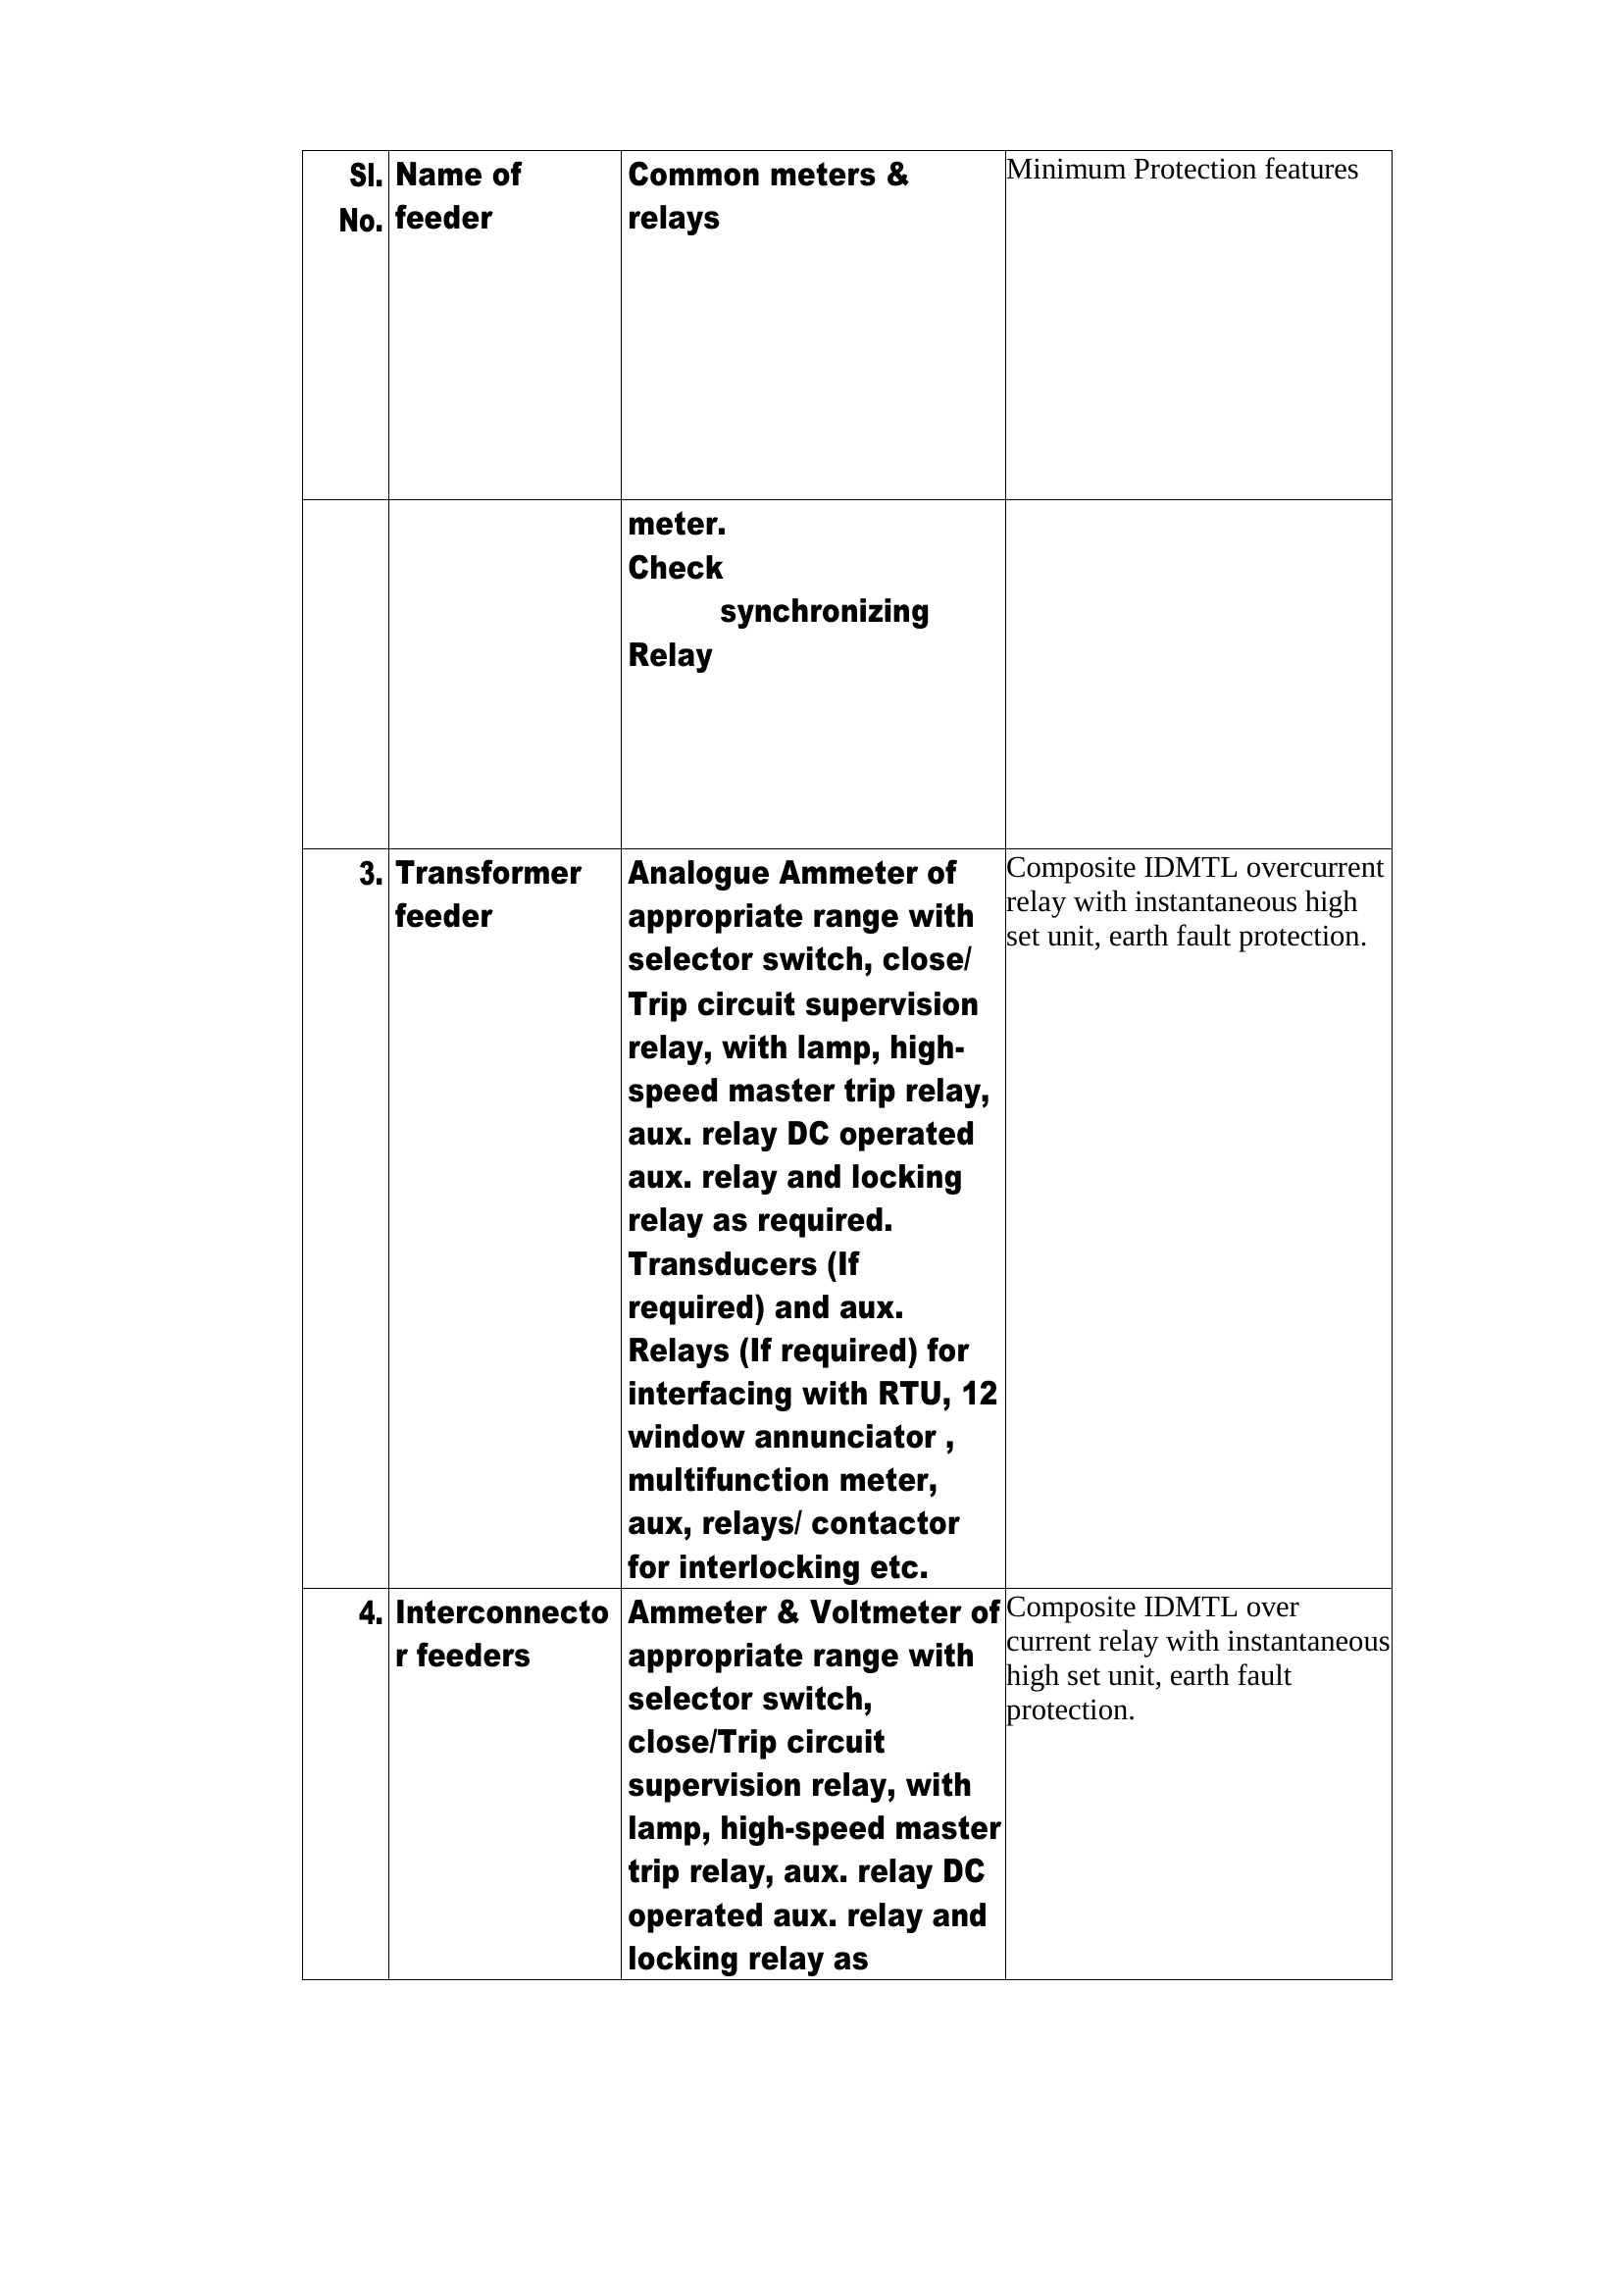 Sl.
No.
Name of
feeder
Common meters &
relays
Minimum Protection features
meter.
Check
synchronizing
Relay
3.
Transformer
feeder
Analogue Ammeter of
appropriate range with
selector switch, close/
Trip circuit supervision
relay, with lamp, high-
speed master trip relay,
aux. relay DC operated
aux. relay and locking
relay as required.
Transducers (If
required) and aux.
Relays (If required) for
interfacing with RTU, 12
window annunciator ,
multifunction meter,
aux, relays/ contactor
for interlocking etc.
Composite IDMTL overcurrent
relay with instantaneous high
set unit, earth fault protection.
4.
Interconnecto
r feeders
Ammeter & Voltmeter of
appropriate range with
selector switch,
close/Trip circuit
supervision relay, with
lamp, high-speed master
trip relay, aux. relay DC
operated aux. relay and
locking relay as
Composite IDMTL over
current relay with instantaneous
high set unit, earth fault
protection.